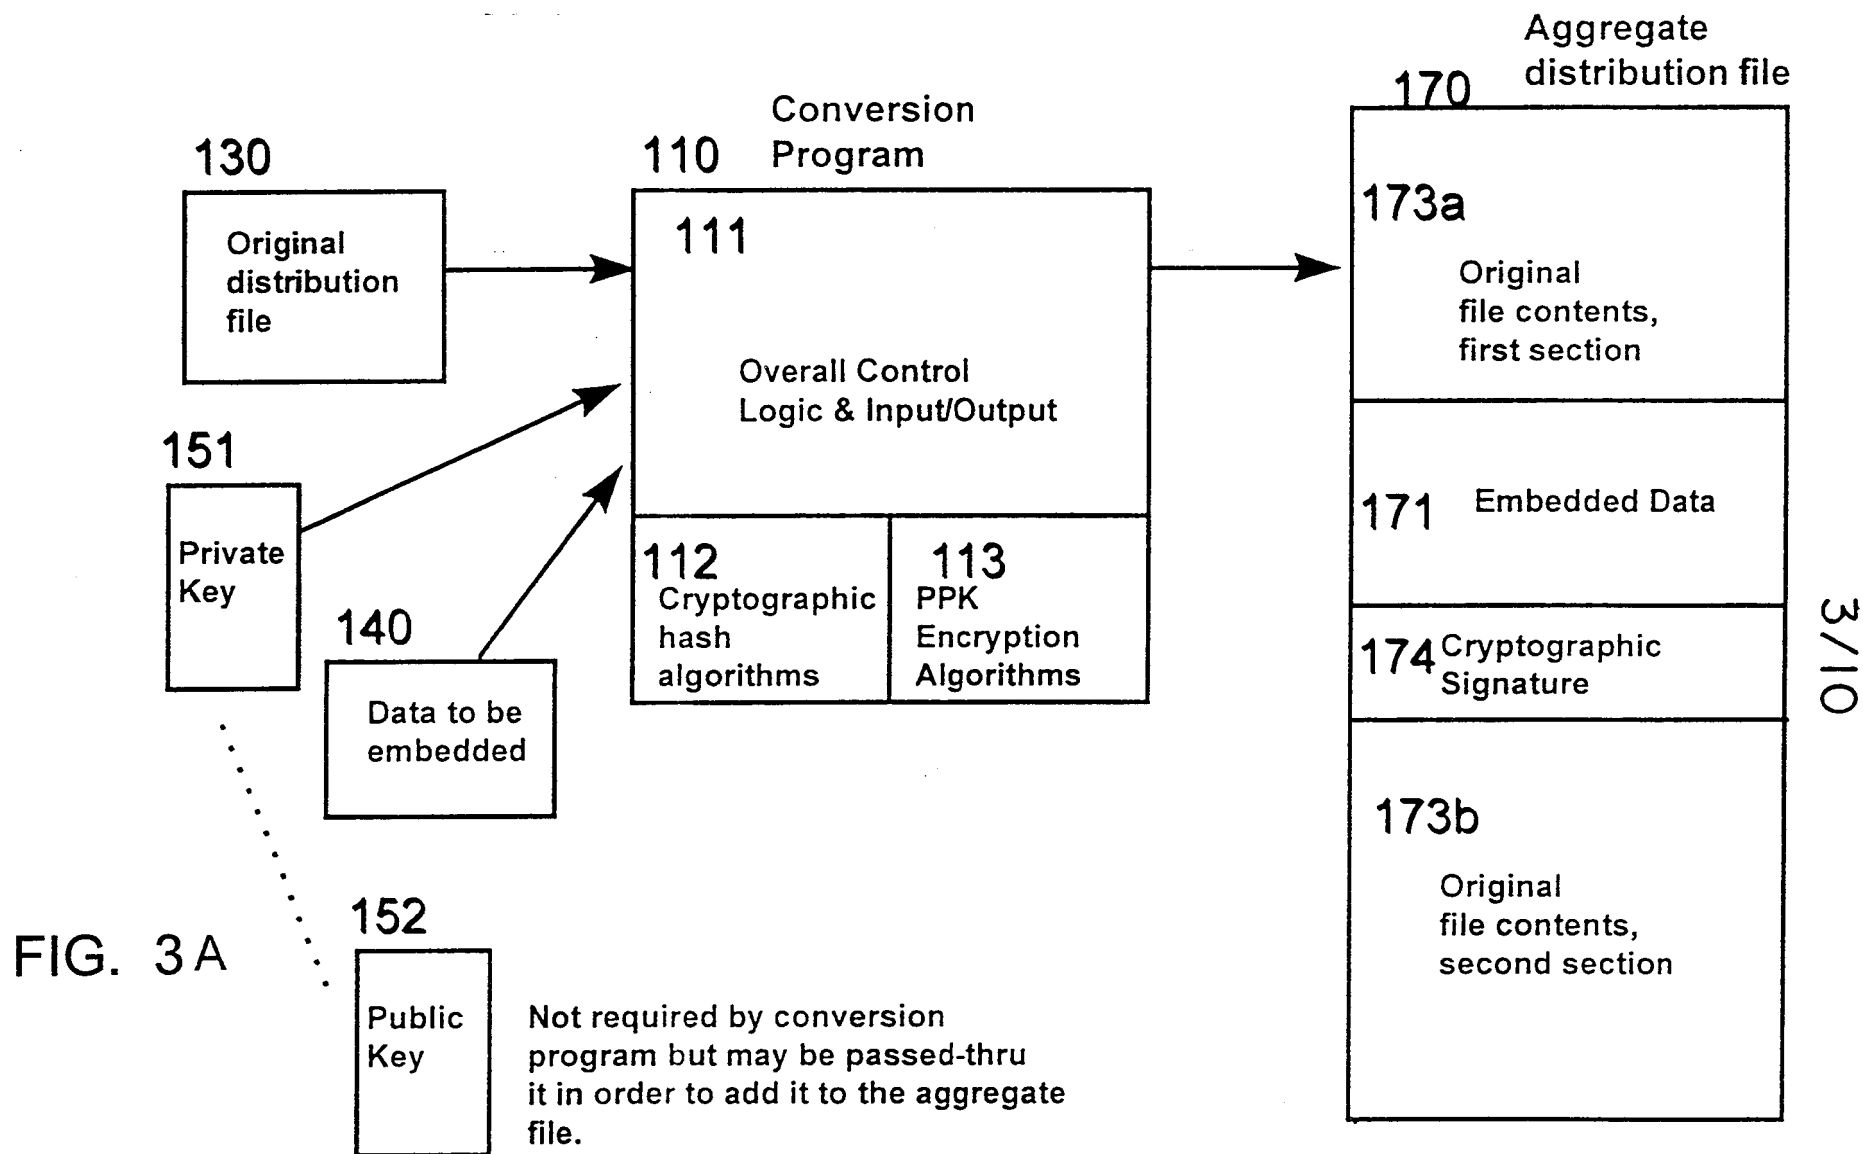 Aggregate
distribution file
170
Conversion
Program
110
130
Original
distribution
file
111
Overall Control
Logic & Input/Output
173a
Original
file contents,
first section
151
Private
Key
112
Cryptographic
hash
algorithms
113
PPK
Encryption
Algorithms
171
Embedded Data
140
Data to be
embedded
174
Cryptographic
Signature
3/10
173b
Original
file contents,
second section
152
Public
Key
Not required by conversion
program but may be passed-thru
it in order to add it to the aggregate
file.
FIG. 3A